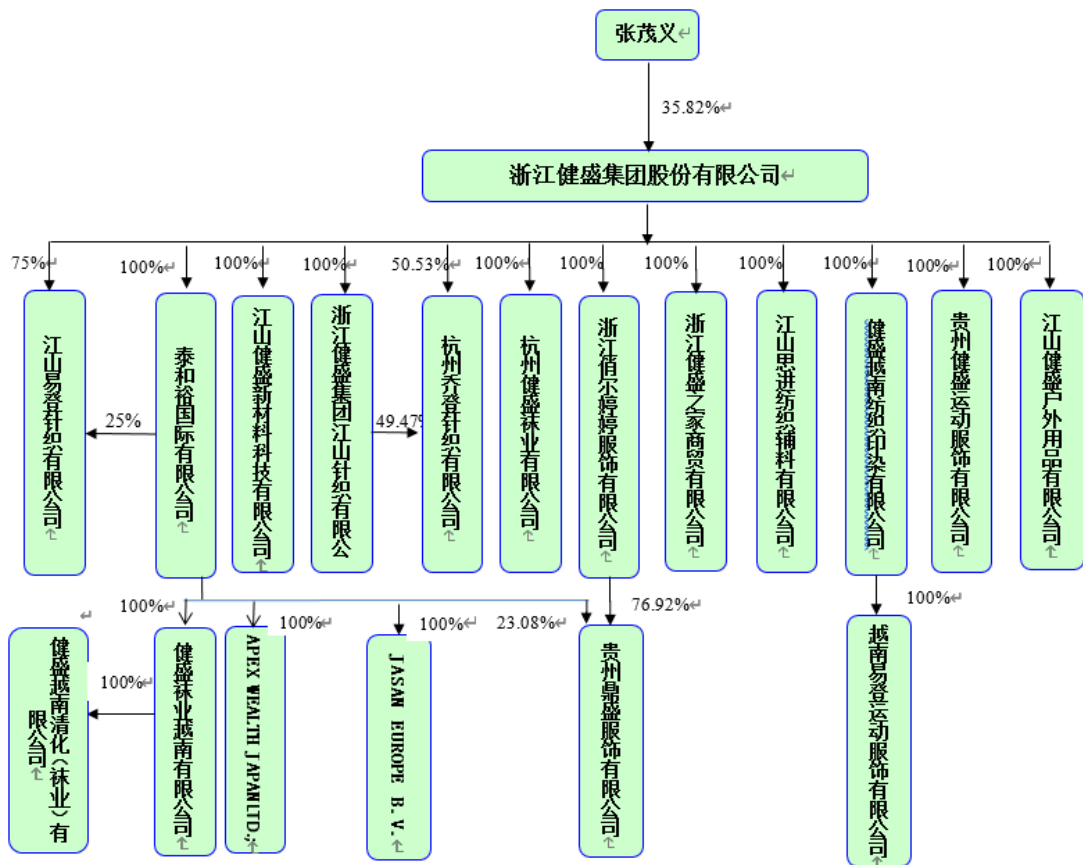 张茂义
35.82%
浙江健盛集团股份有限公司
75%
100%
100%
100%
50.53%
100%
100%
100%
100%
100%
100%
100%
江山易登针织有限公司
泰和裕国际有限公司
江山健盛新材料科技有限公司
浙江健盛集团江山针织有限公
杭州乔登针织有限公司
杭州健盛袜业有限公司
浙江俏尔婷婷服饰有限公司
浙江健盛之家商贸有限公司
江山思进纺织辅料有限公司
健盛越南纺织印染有限公司
贵州健盛运动服饰有限公司
江山健盛户外用品有限公司
25%
49.47%
100%
100%
100%
23.08%
76.92%
100%
健盛越南清化（袜业）有
限公司
100%
健盛袜业越南有限公司
APEX WEALTH JAPAN LTD.,
JASAN EUROPE B.V.
贵州鼎盛服饰有限公司
越南易登运动服饰有限公司